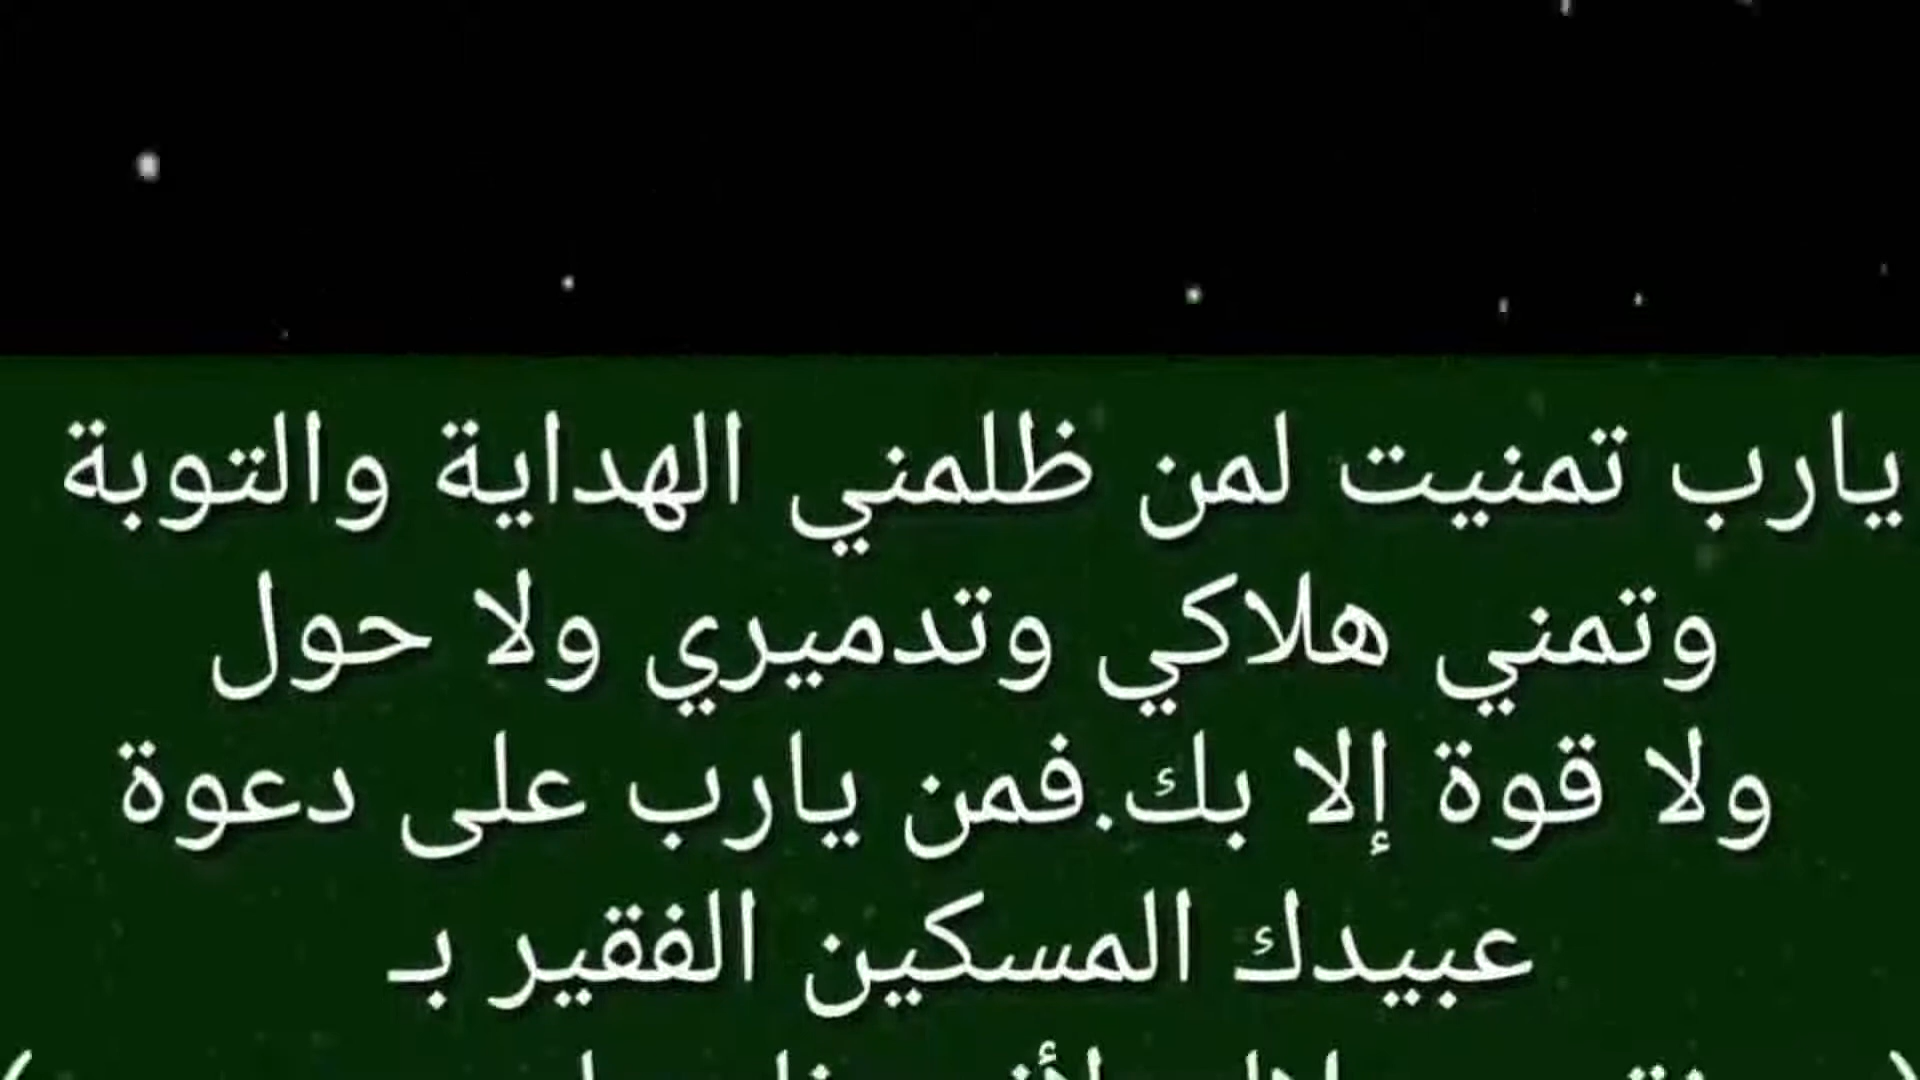 يارب تمنيت لمن ظلمني الهداية والتوبة
وتمني هلاكي وتدميري ولا حول
ولا قوة إلا بك.فمن يارب على دعوة
عبيدك المسكين الفقير بـ